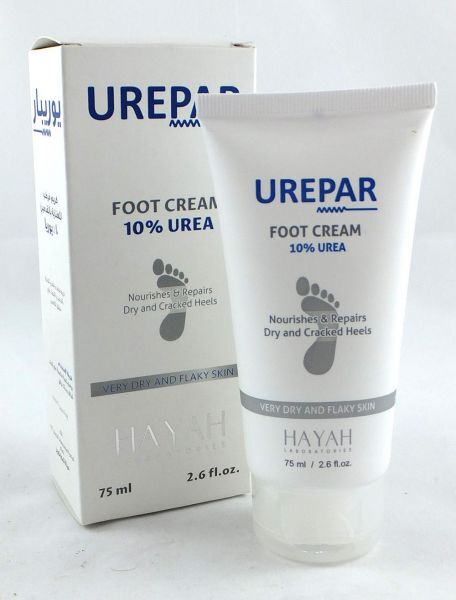 يوريبار
UREPAR
FOOT CREAM
10% UREA
Nourishes & Repairs
Dry and Cracked Heels
VERY DRY AND FLAKY SKIN
HAYAH
LABORATORIES
75 ml
2.6 fl.oz.
UREPAR
FOOT CREAM
10% UREA
Nourishes & Repairs
Dry and Cracked Heels
VERY DRY AND FLAKY SKIN
HAYAH
LABORATORIES
75 ml / 2.6 fl.oz.